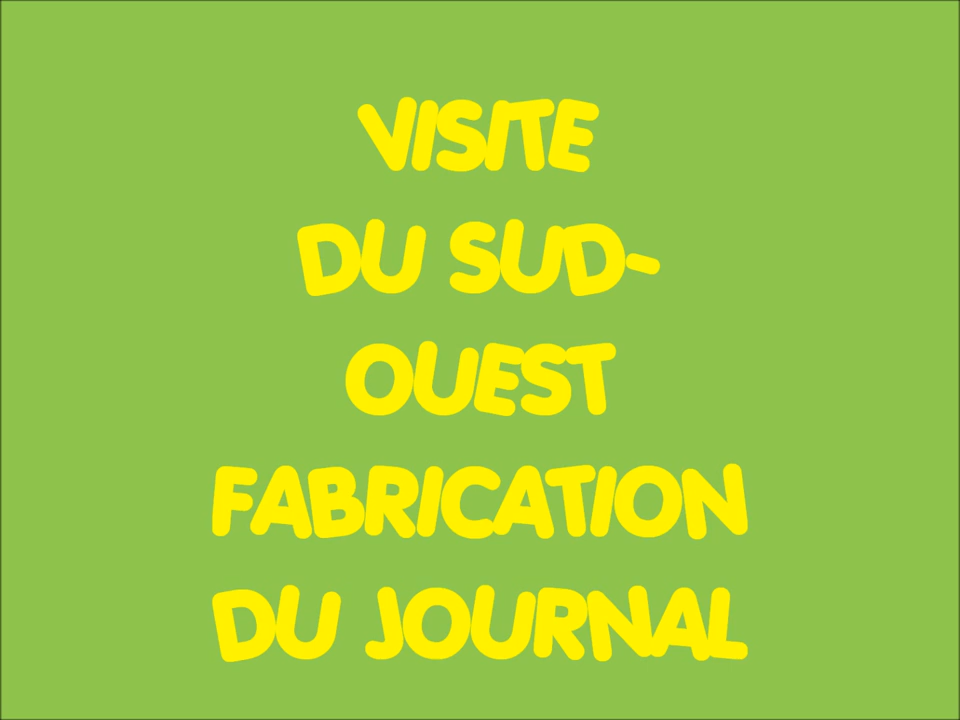 VISITE
DU SUD-
OUEST
FABRICATION
DU JOURNAL